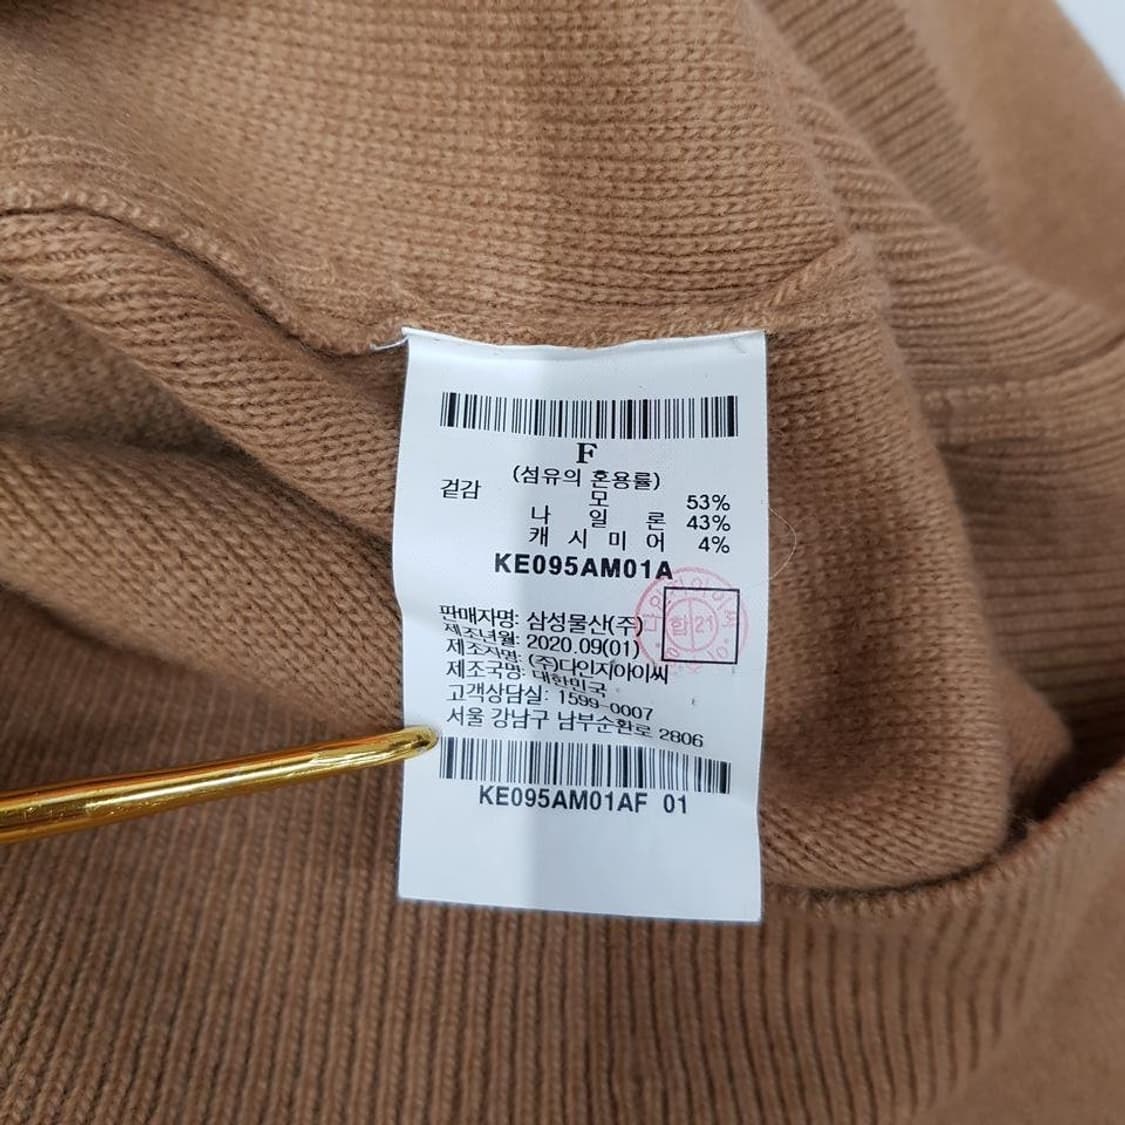 F
(섬유의 혼용률)
겉감
모 53%
나 일 론 43%
캐 시 미 어 4%
KE095AM01A
판매자명: 삼성물산(주)
제조년월: 2020.09(01)
제조자명: (주)다인지아이씨
제조국명: 대한민국
고객상담실: 1599-0007
서울 강남구 남부순환로 2806
KE095AM01AF 01
합 21